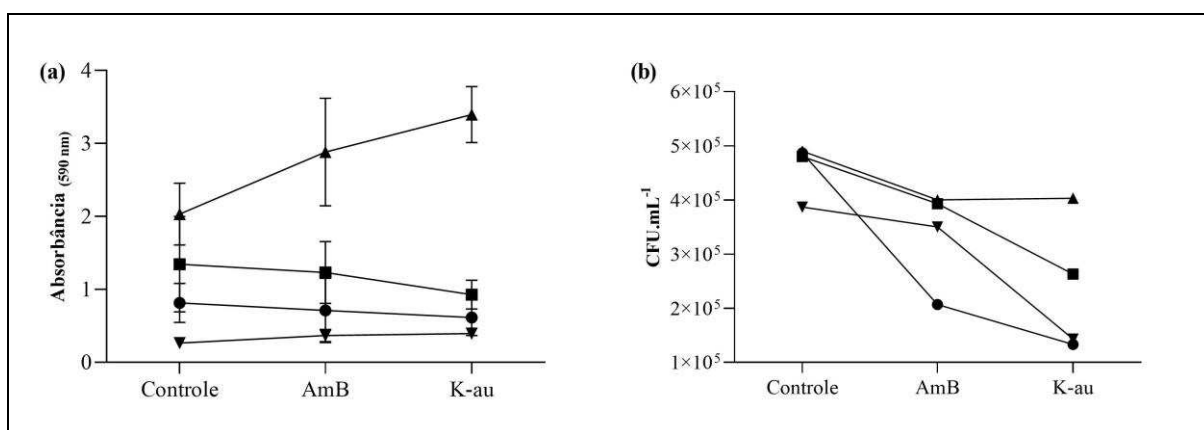 (a)
Absorbância (590 nm)
4
3
2
1
0
Controle AmB K-au
(b)
CFU.mL⁻¹
6×10⁵
5×10⁵
4×10⁵
3×10⁵
2×10⁵
1×10⁵
Controle AmB K-au